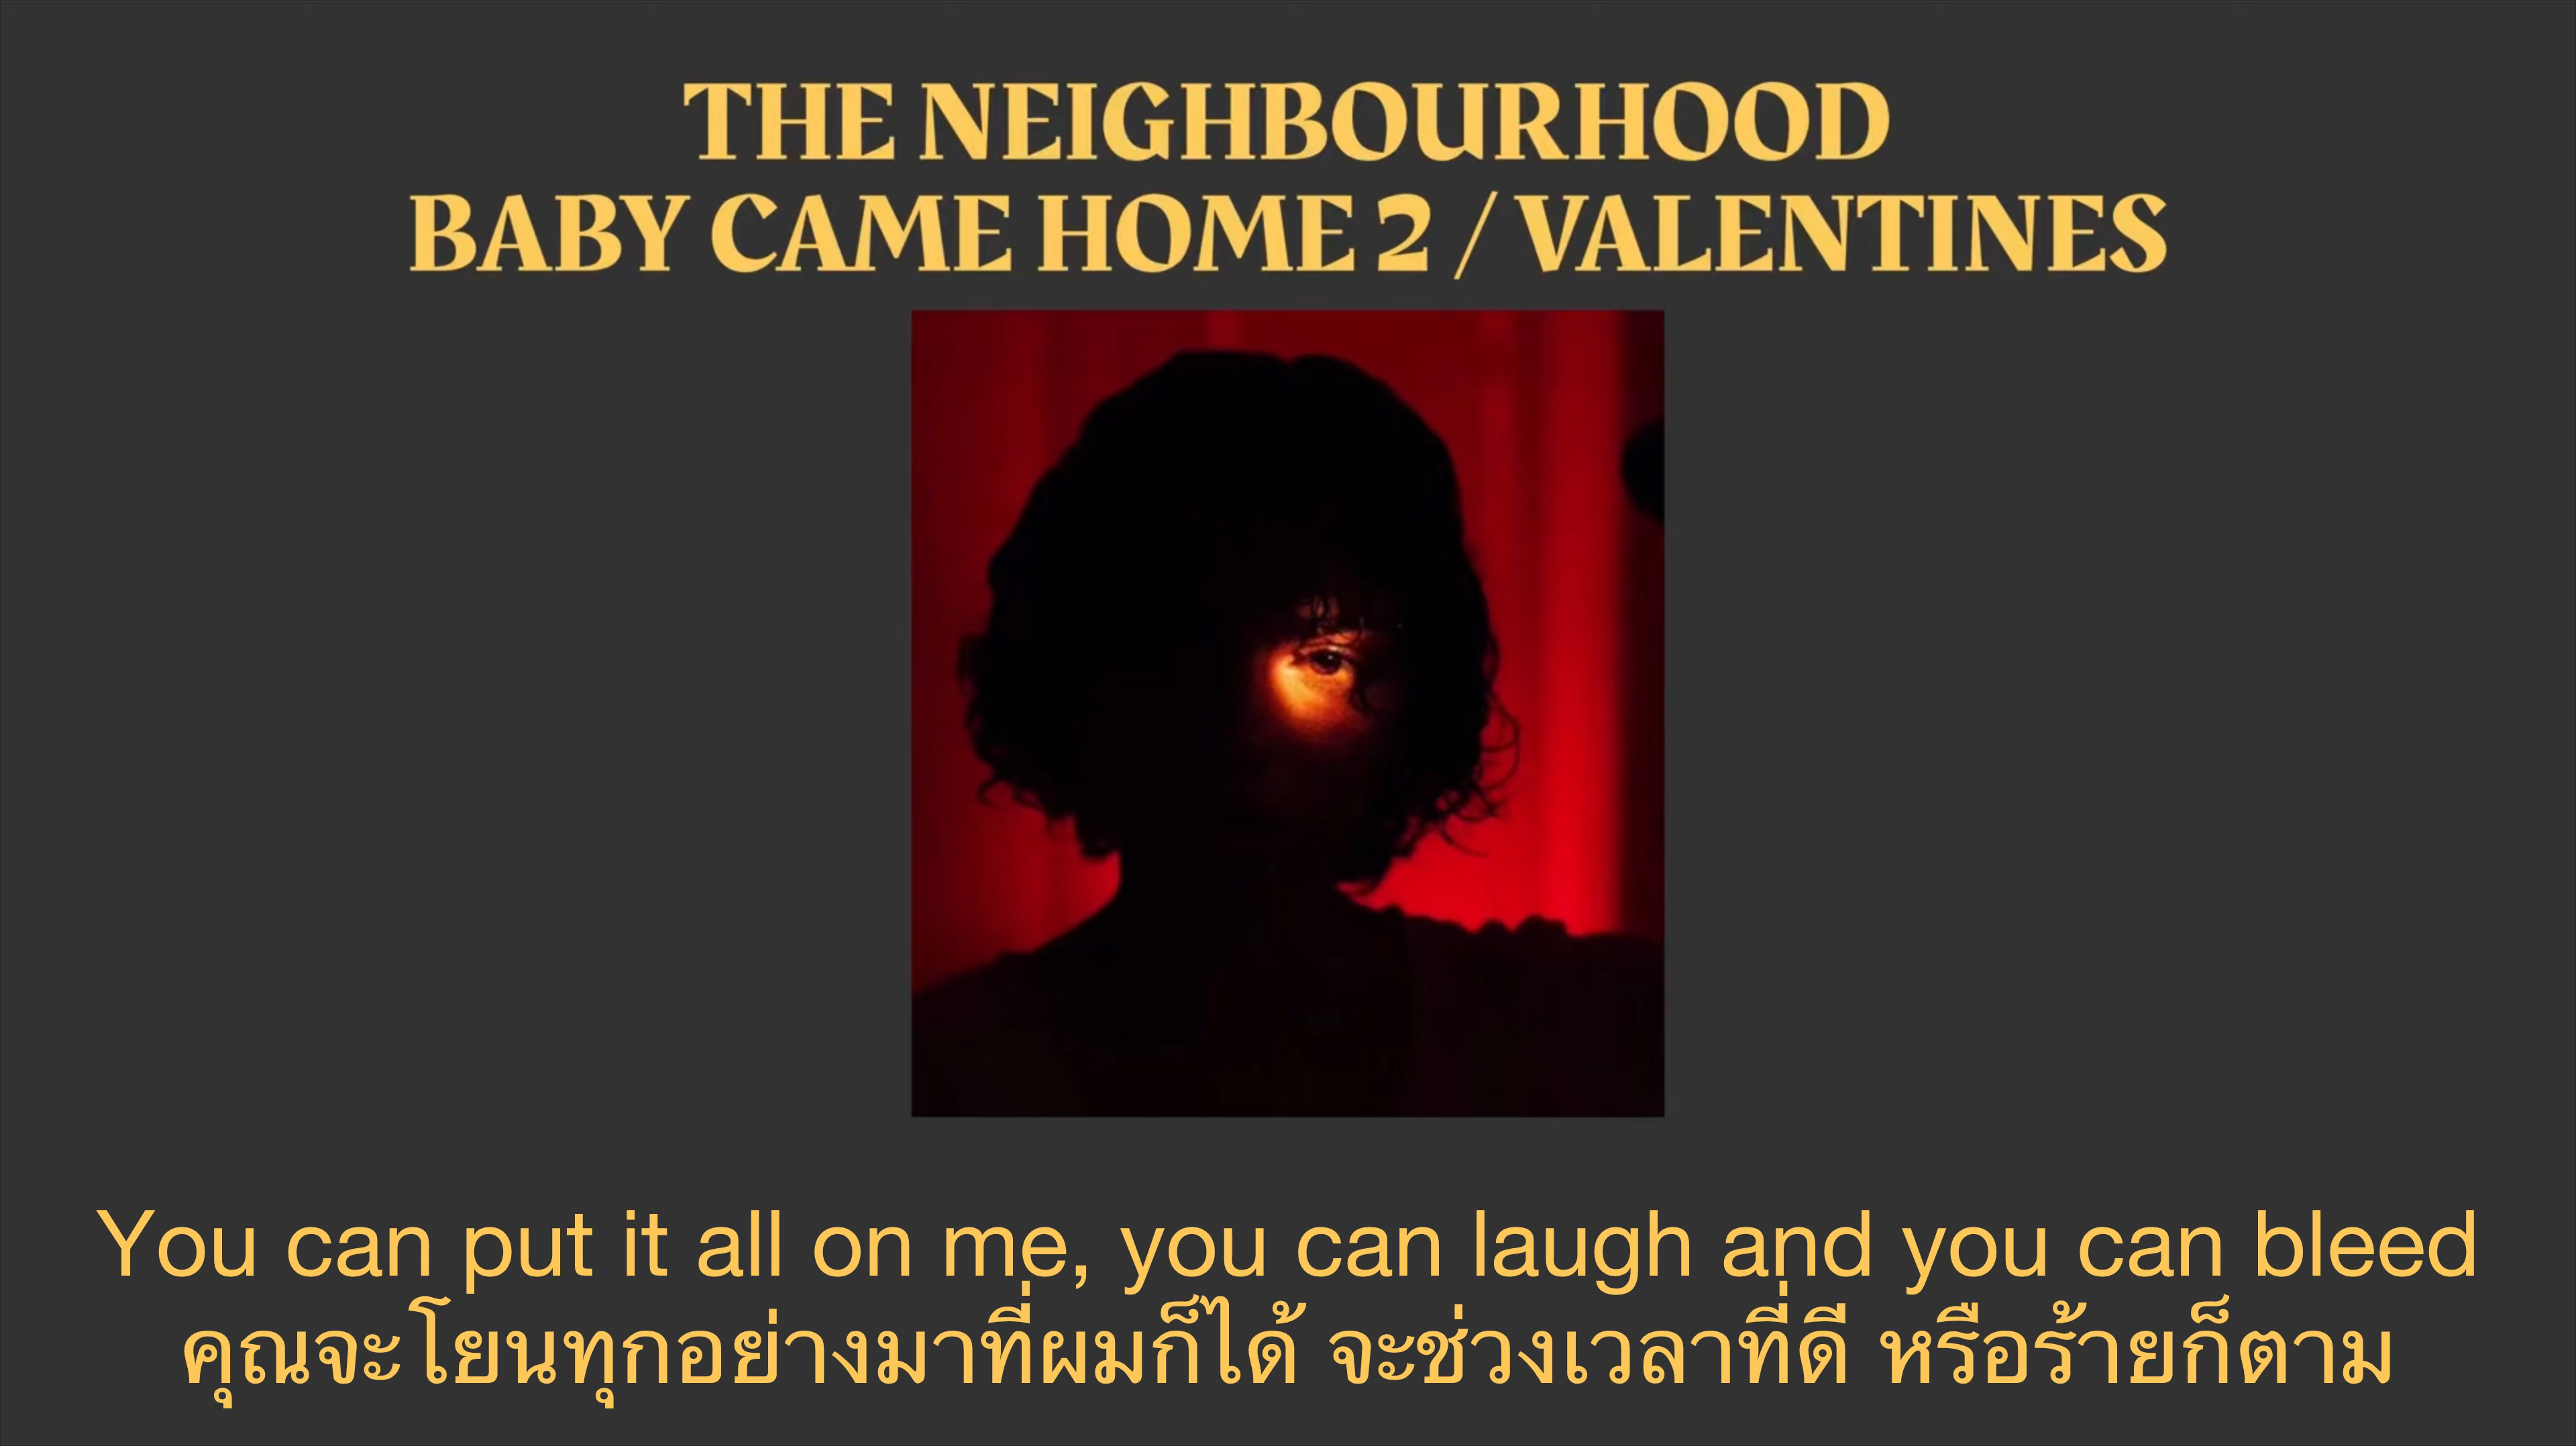 THE NEIGHBOURHOOD
BABY CAME HOME 2 / VALENTINES
You can put it all on me, you can laugh and you can bleed
คุณจะโยนทุกอย่างมาที่ผมก็ได้ จะช่วงเวลาที่ดี หรือร้ายก็ตาม